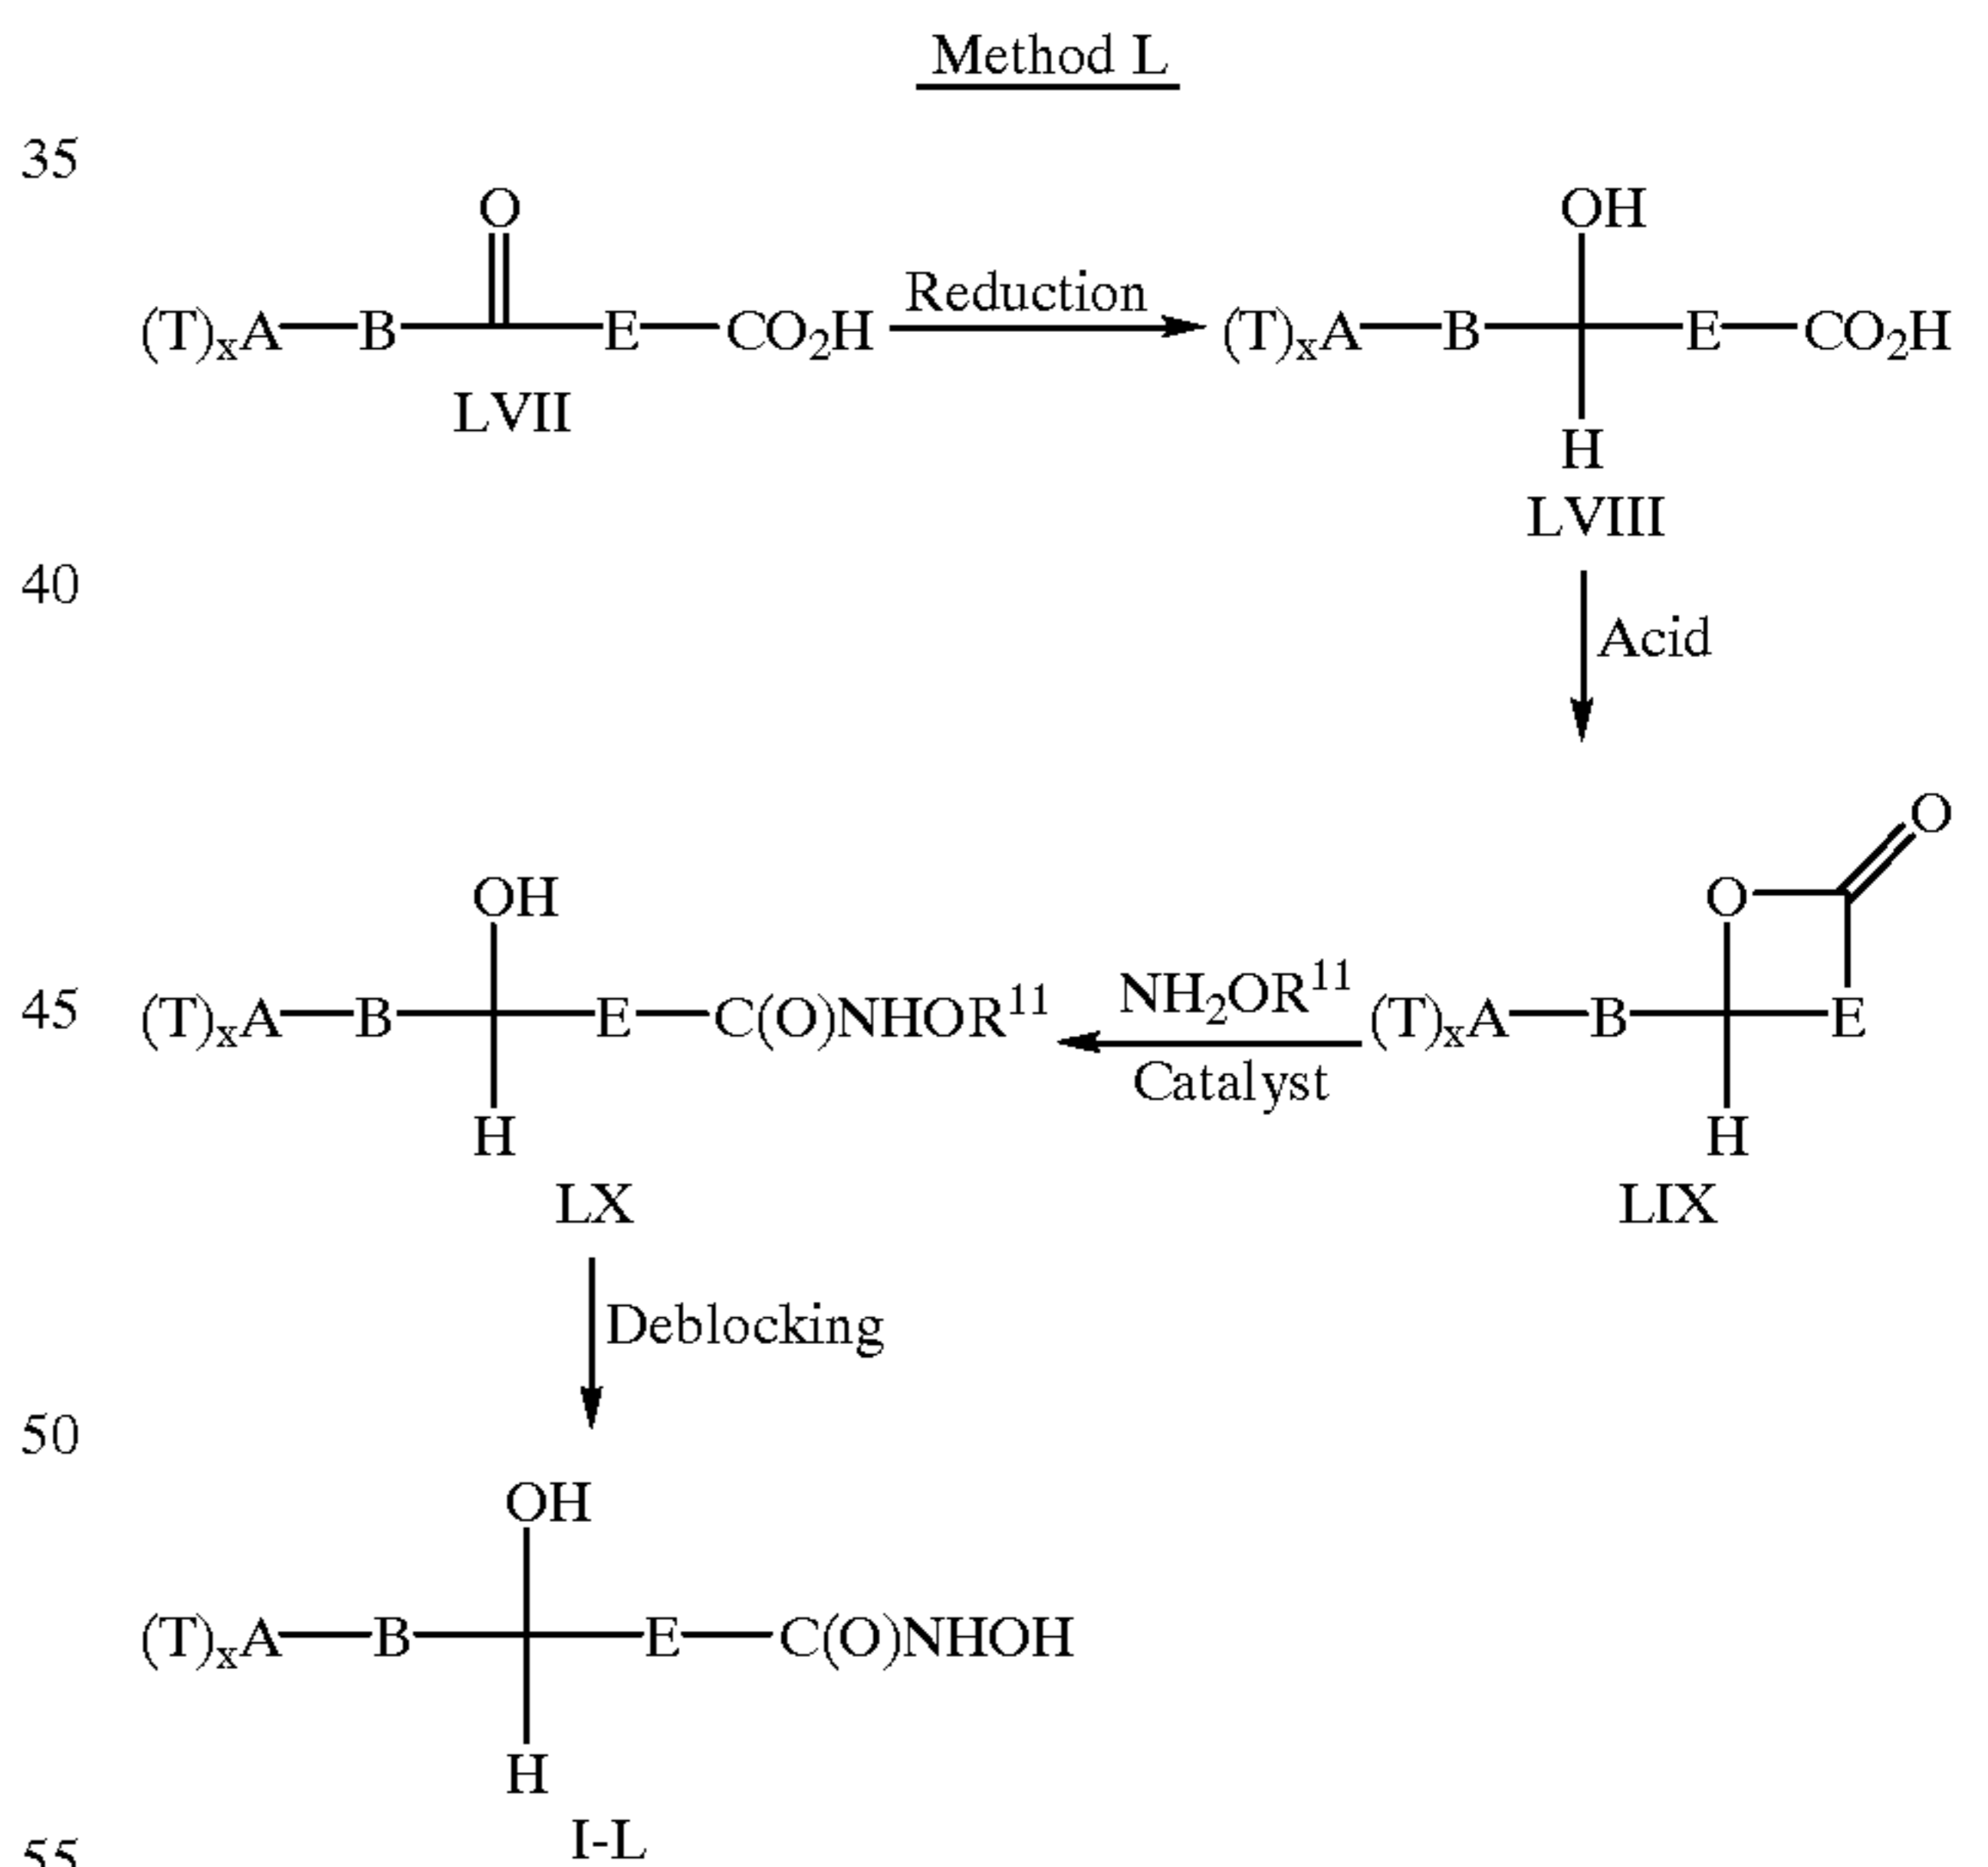 Method L
35
O
OH
(T)ₓA—B—E—CO₂H
Reduction
(T)ₓA—B—E—CO₂H
LVII
H
LVIII
40
Acid
O
OH
O
45
(T)ₓA—B—E—C(O)NHOR¹¹
NH₂OR¹¹
Catalyst
(T)ₓA—B—E
H
H
LX
LIX
Deblocking
50
OH
(T)ₓA—B—E—C(O)NHOH
H
I-L
55